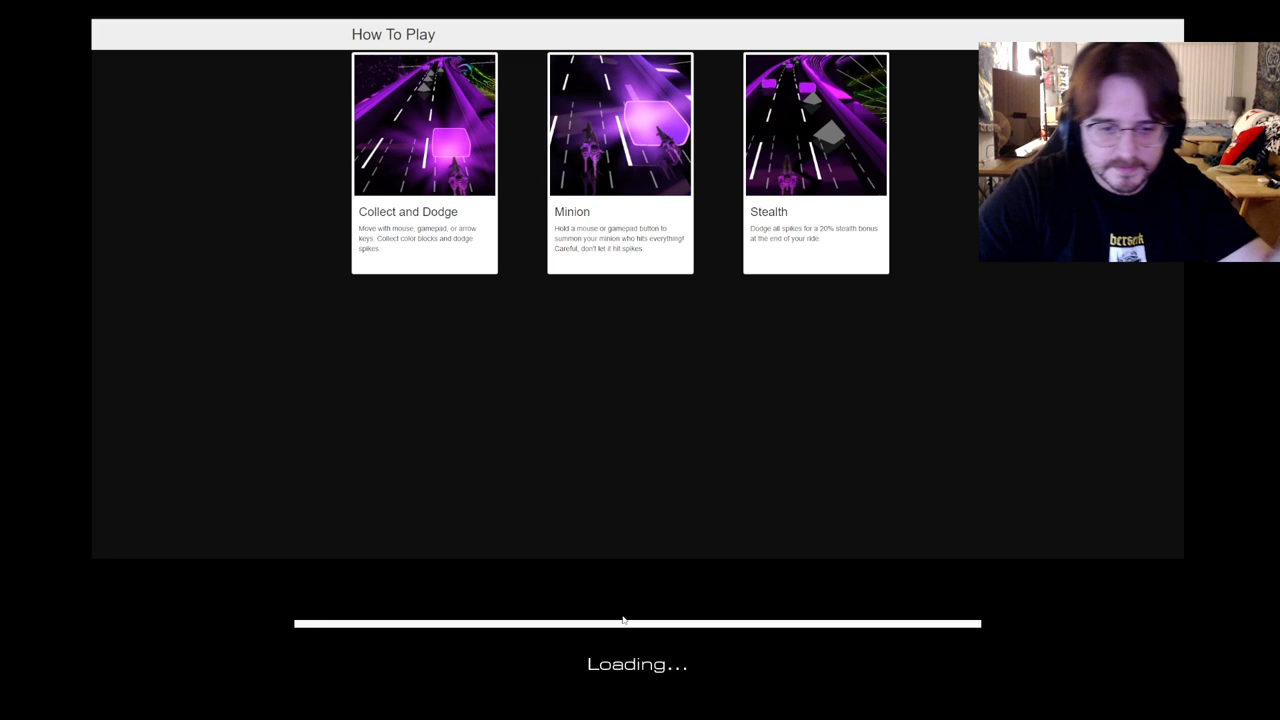 How To Play
Collect and Dodge
Move with mouse, gamepad, or arrow
keys. Collect color blocks and dodge
spikes.
Minion
Hold a mouse or gamepad button to
summon your minion who hits everything!
Careful, don't let it hit spikes.
Stealth
Dodge all spikes for a 20% stealth bonus
at the end of your ride.
berserk
Loading...